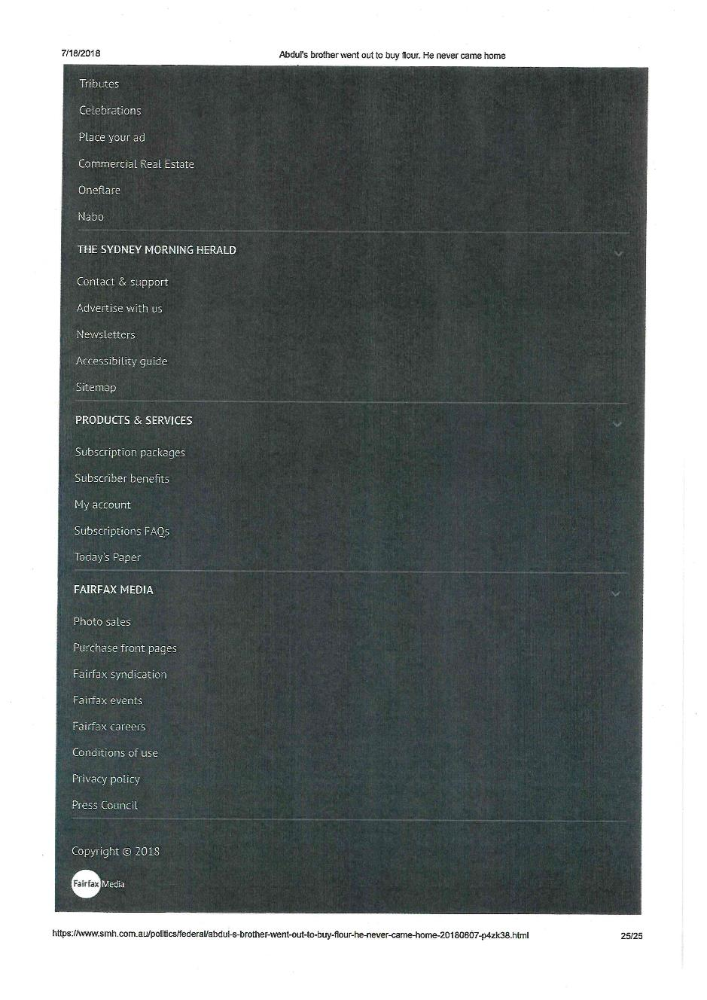 7/18/2018
Abdul's brother went out to buy flour. He never came home
Tributes
Celebrations
Place your ad
Commercial Real Estate
Oneflare
Nabo
THE SYDNEY MORNING HERALD
Contact & support
Advertise with us
Newsletters
Accessibility guide
Sitemap
PRODUCTS & SERVICES
Subscription packages
Subscriber benefits
My account
Subscriptions FAQs
Today's Paper
FAIRFAX MEDIA
Photo sales
Purchase front pages
Fairfax syndication
Fairfax events
Fairfax careers
Conditions of use
Privacy policy
Press Council
Copyright © 2018
Fairfax Media
https://www.smh.com.au/politics/federal/abdul-s-brother-went-out-to-buy-flour-he-never-came-home-20180607-p4zk38.html
25/25